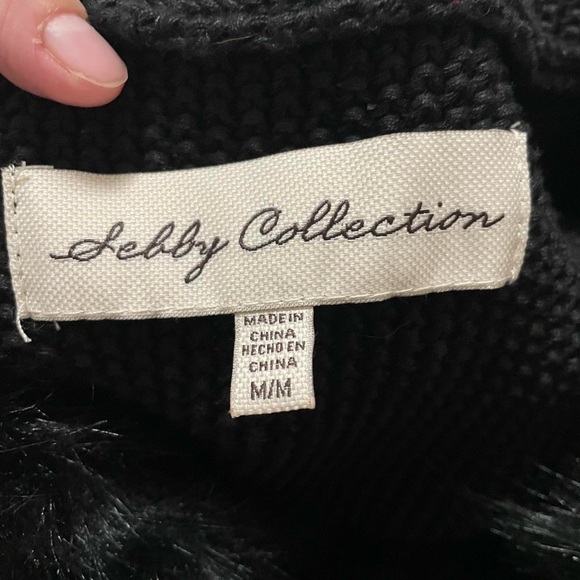 Sebby Collection
MADE IN
CHINA
HECHO EN
CHINA
M/M